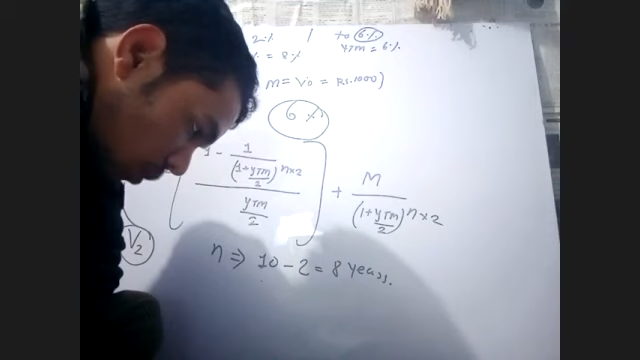 2% ↓ to 6%
% = 8% YTM = 6%
M = V0 = Rs.1000)
6%
1 - 1/(1+YTM/2)^n×2
YTM/2
+ M/(1+YTM/2)^n×2
n ⇒ 10 - 2 = 8 years.